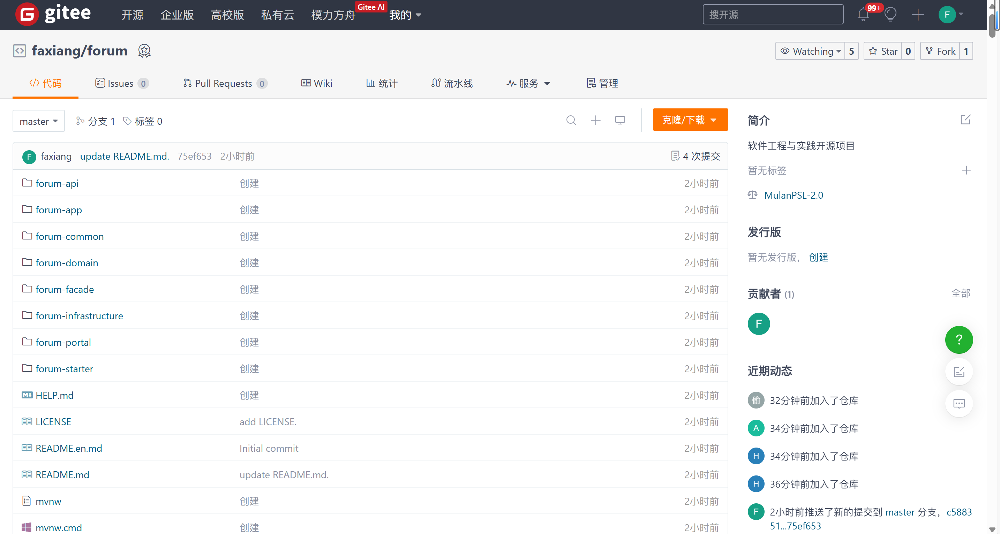 gitee 开源 企业版 高校版 私有云 模力方舟 Gitee AI 我的 搜开源 99+ F
faxiang/forum Watching 5 Star 0 Fork 1
代码 Issues 0 Pull Requests 0 Wiki 统计 流水线 服务 管理
master 分支 1 标签 0 克隆/下载
F faxiang update README.md. 75ef653 2小时前 4 次提交
forum-api 创建 2小时前
forum-app 创建 2小时前
forum-common 创建 2小时前
forum-domain 创建 2小时前
forum-facade 创建 2小时前
forum-infrastructure 创建 2小时前
forum-portal 创建 2小时前
forum-starter 创建 2小时前
HELP.md 创建 2小时前
LICENSE add LICENSE. 2小时前
README.en.md Initial commit 2小时前
README.md update README.md. 2小时前
mvnw 创建 2小时前
mvnw.cmd 创建 2小时前
简介
软件工程与实践开源项目
暂无标签
MulanPSL-2.0
发行版
暂无发行版， 创建
贡献者 (1) 全部
F
?
近期动态
偷 32分钟前加入了仓库
A 34分钟前加入了仓库
H 34分钟前加入了仓库
H 36分钟前加入了仓库
F 2小时前推送了新的提交到 master 分支，c5883
51...75ef653